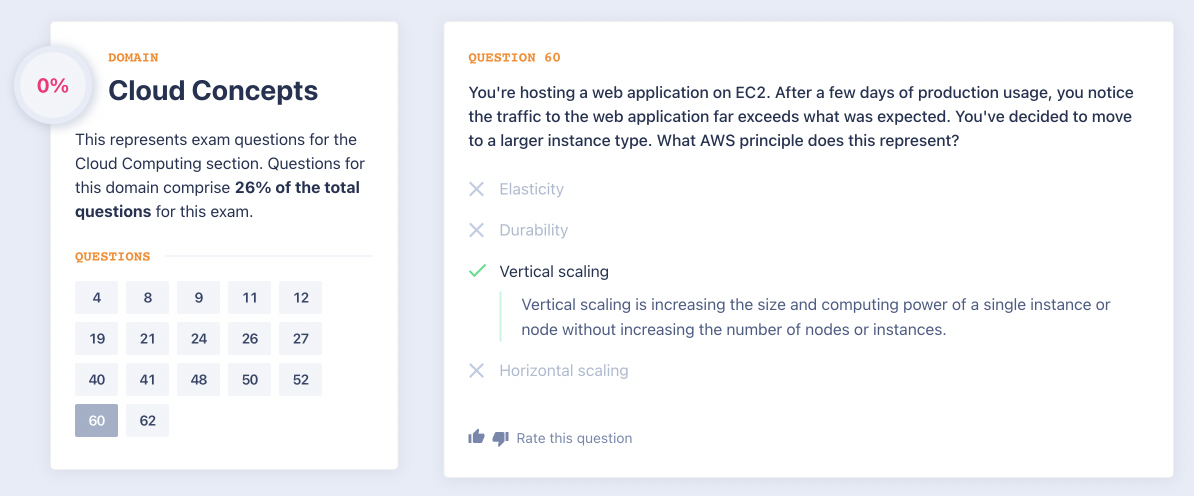 0%
DOMAIN
Cloud Concepts
This represents exam questions for the
Cloud Computing section. Questions for
this domain comprise 26% of the total
questions for this exam.
QUESTIONS
4 8 9 11 12
19 21 24 26 27
40 41 48 50 52
60 62
QUESTION 60
You're hosting a web application on EC2. After a few days of production usage, you notice
the traffic to the web application far exceeds what was expected. You've decided to move
to a larger instance type. What AWS principle does this represent?
Elasticity
Durability
Vertical scaling
Vertical scaling is increasing the size and computing power of a single instance or
node without increasing the number of nodes or instances.
Horizontal scaling
Rate this question